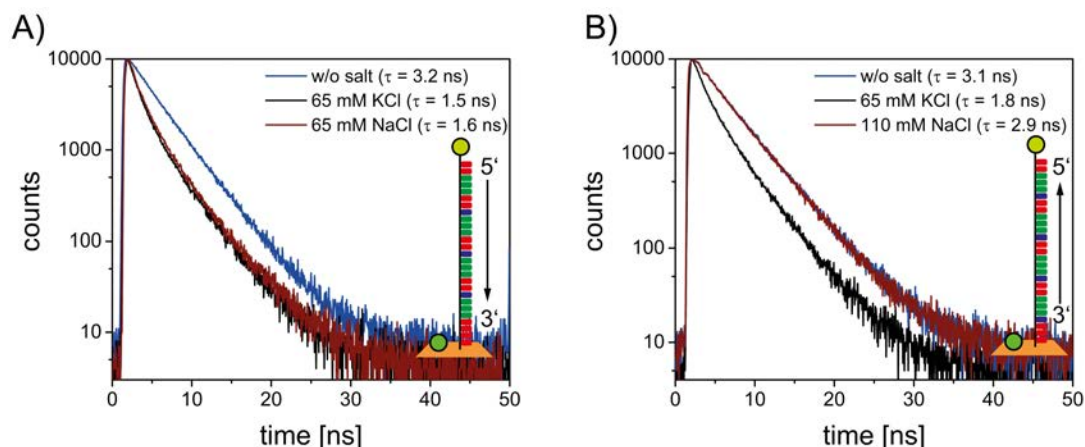 A)
10000
1000
100
10
counts
0
10
20
30
40
50
time [ns]
w/o salt (τ = 3.2 ns)
65 mM KCl (τ = 1.5 ns)
65 mM NaCl (τ = 1.6 ns)
5‘
3‘
B)
10000
1000
100
10
counts
0
10
20
30
40
50
time [ns]
w/o salt (τ = 3.1 ns)
65 mM KCl (τ = 1.8 ns)
110 mM NaCl (τ = 2.9 ns)
5‘
3‘